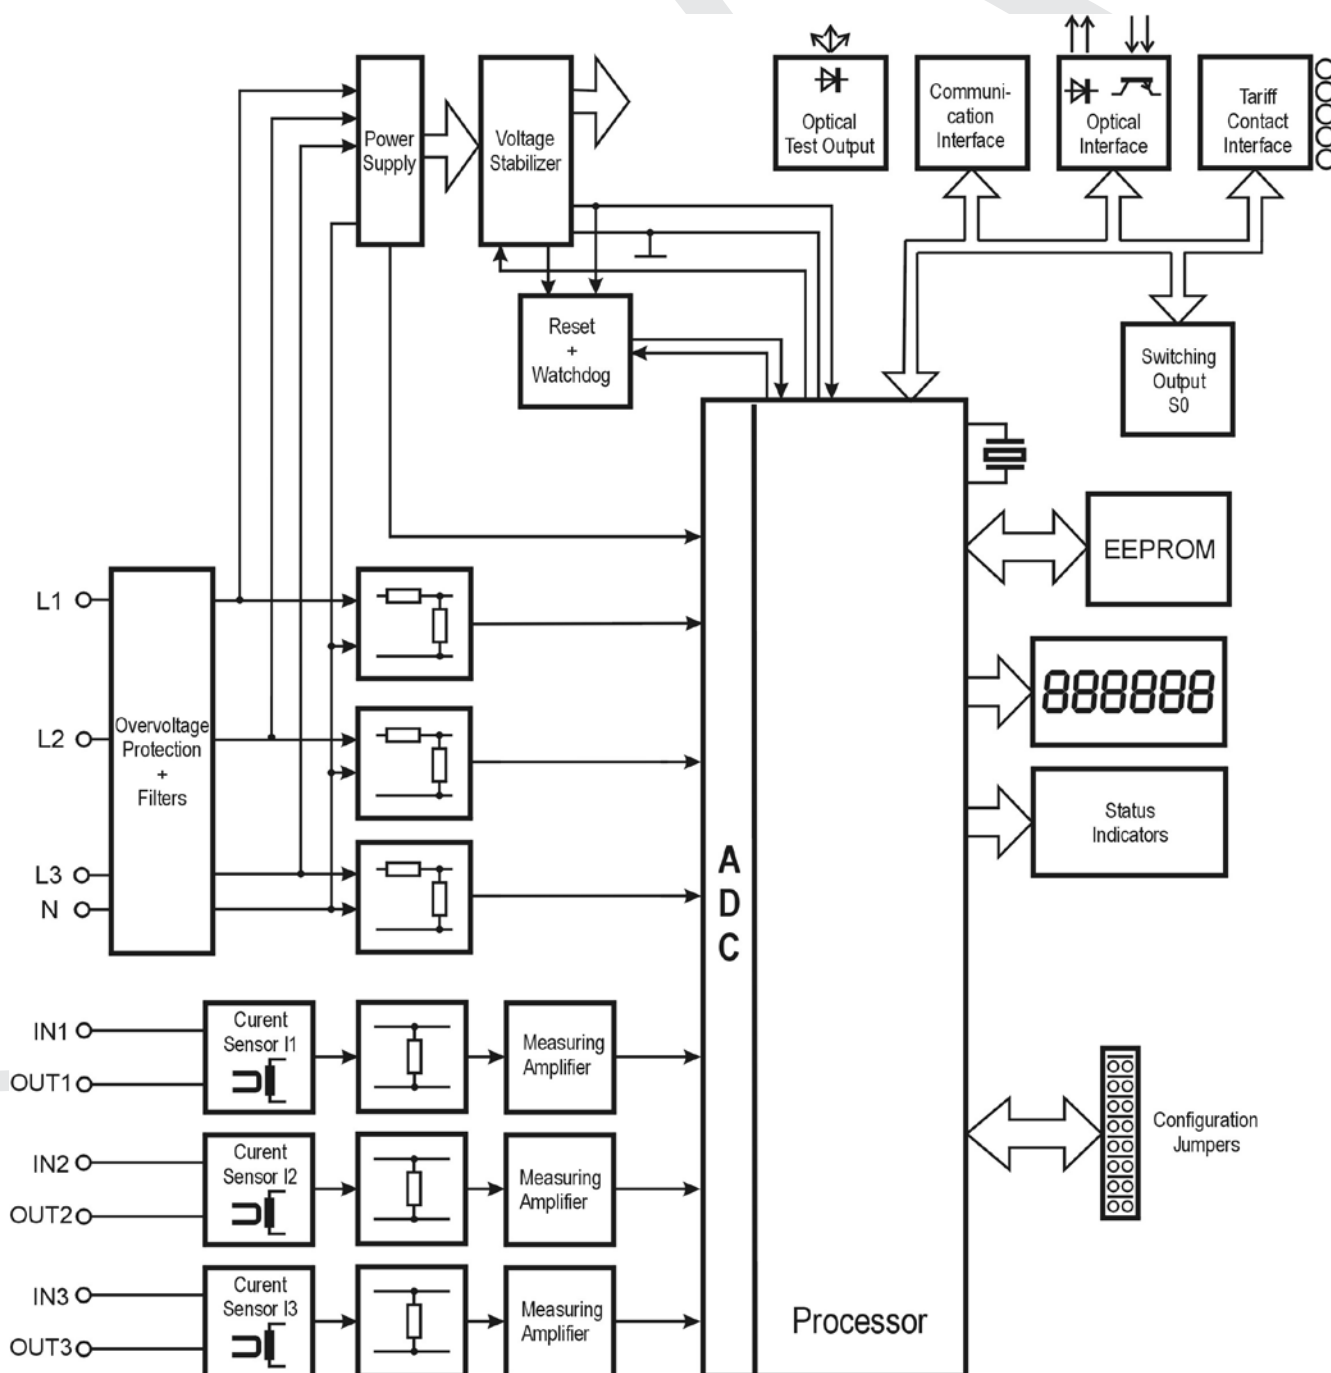 Power
Supply
Voltage
Stabilizer
Optical
Test Output
Communi-
cation
Interface
Optical
Interface
Tariff
Contact
Interface
Reset
+
Watchdog
Switching
Output
S0
EEPROM
888888
Status
Indicators
L1
L2
L3
N
Overvoltage
Protection
+
Filters
A
D
C
IN1
OUT1
Curent
Sensor I1
Measuring
Amplifier
IN2
OUT2
Curent
Sensor I2
Measuring
Amplifier
IN3
OUT3
Curent
Sensor I3
Measuring
Amplifier
Processor
Configuration
Jumpers